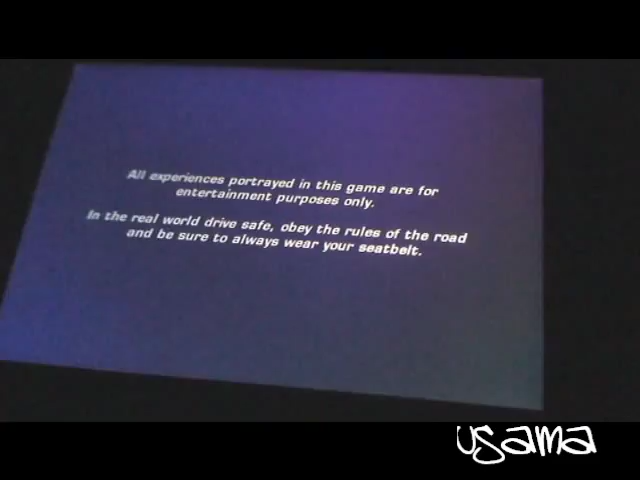 All experiences portrayed in this game are for
entertainment purposes only.
In the real world drive safe, obey the rules of the road
and be sure to always wear your seatbelt.
usama